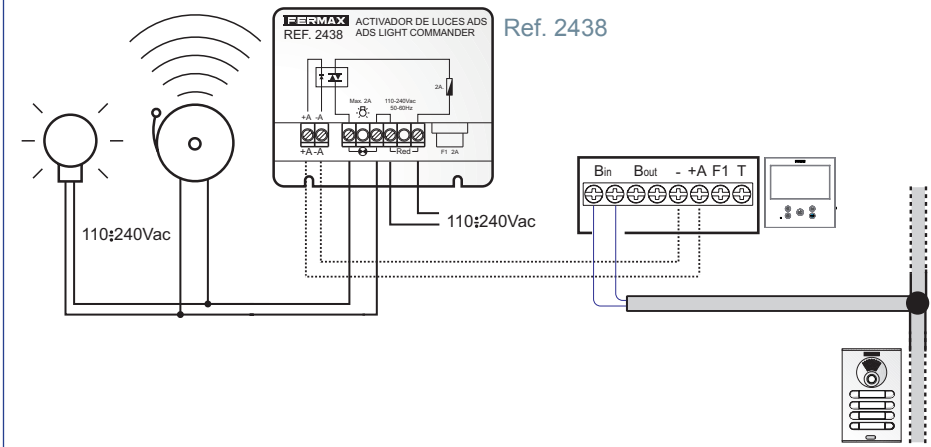 FERMAX ACTIVADOR DE LUCES ADS
REF. 2438 ADS LIGHT COMMANDER
Ref. 2438
2A.
Max. 2A 110-240Vac
50-60Hz
+A -A
+A -A Red F1 2A
110÷240Vac
110÷240Vac
Bin Bout - +A F1 T